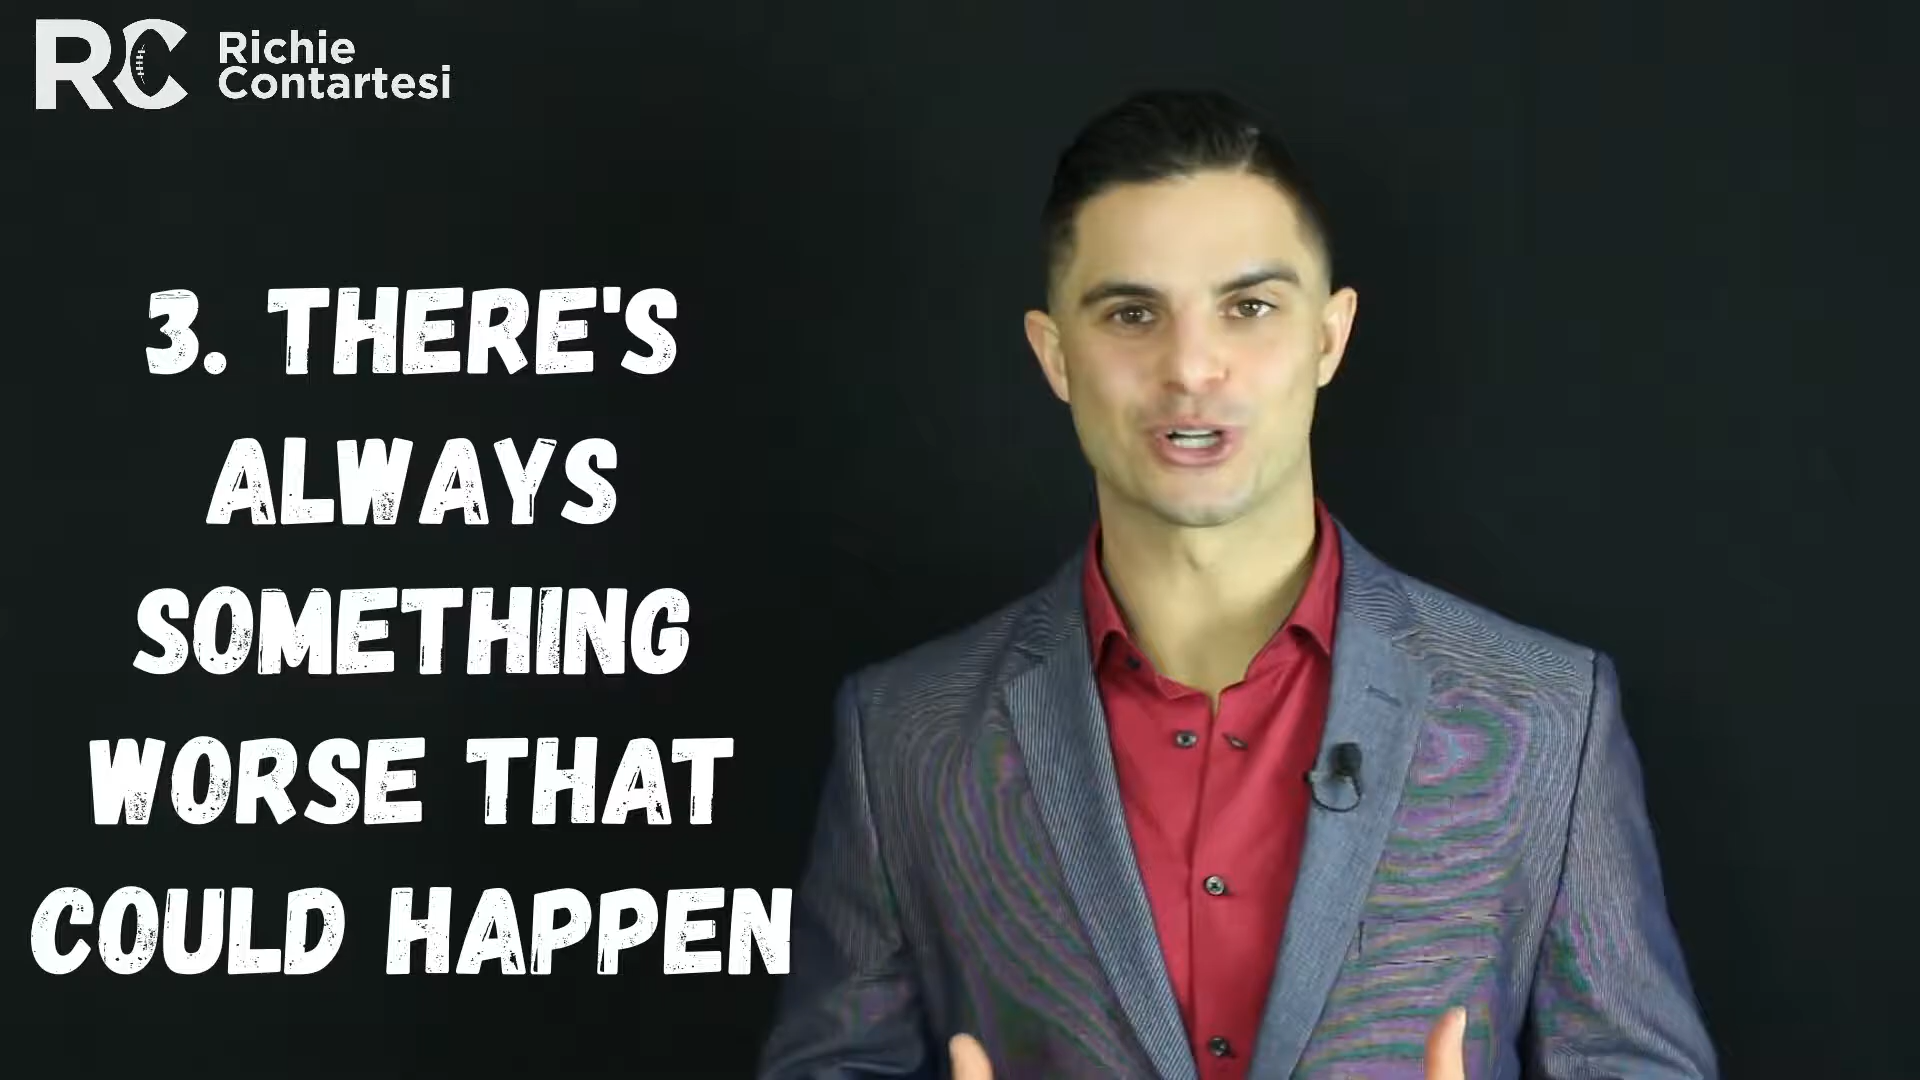 RC
Richie
Contartesi
3. THERE'S
ALWAYS
SOMETHING
WORSE THAT
COULD HAPPEN